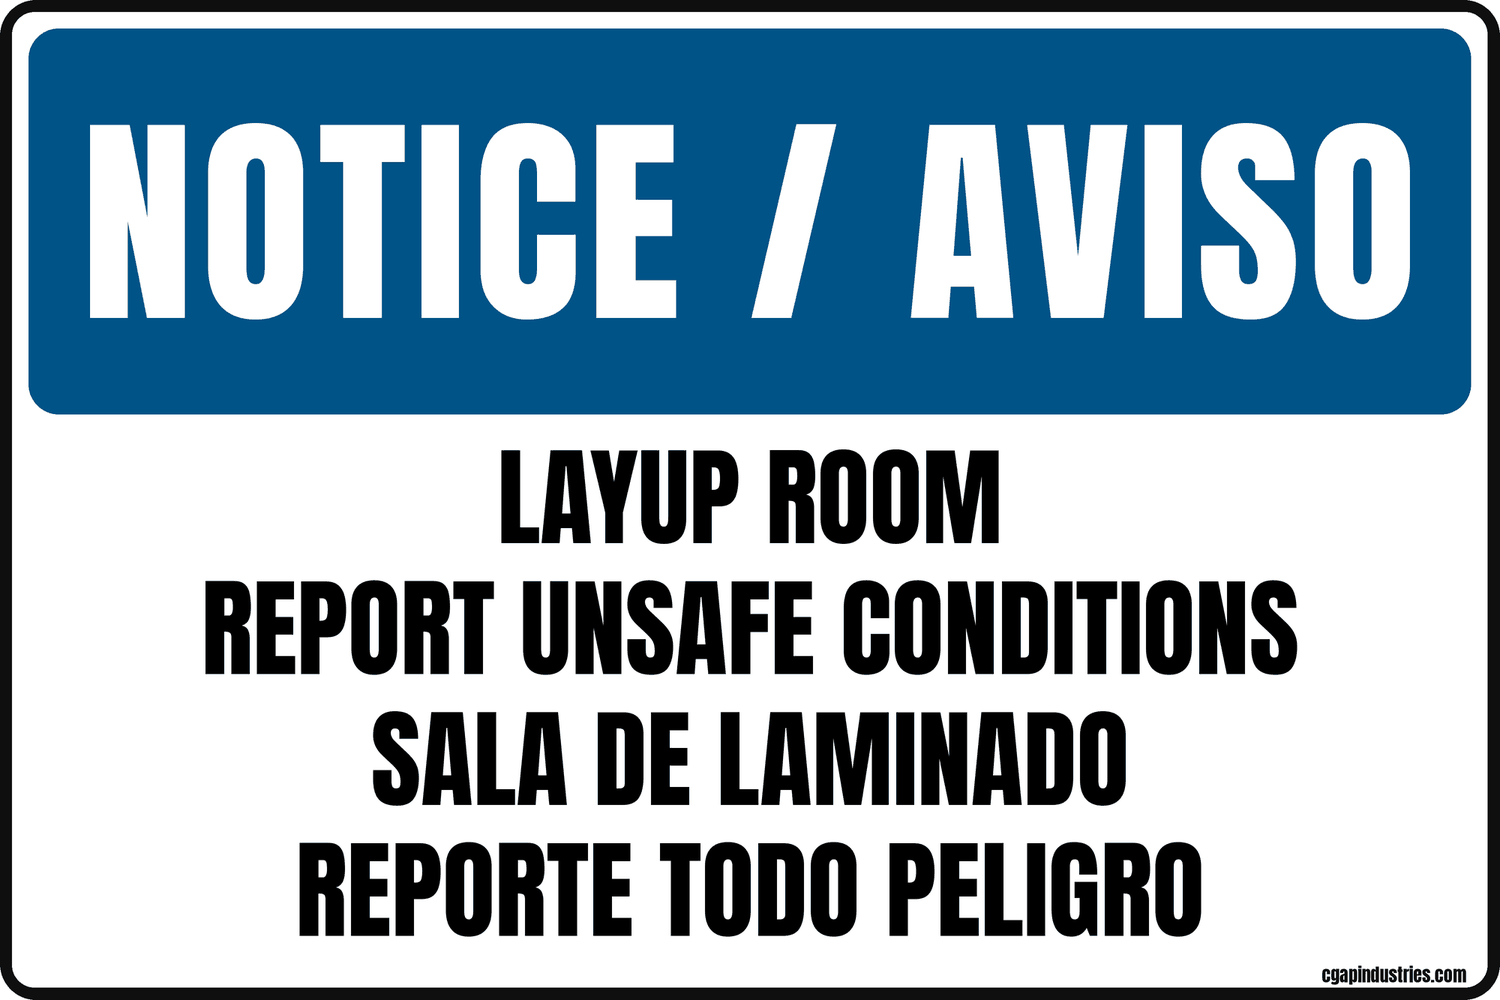 NOTICE / AVISO
LAYUP ROOM
REPORT UNSAFE CONDITIONS
SALA DE LAMINADO
REPORTE TODO PELIGRO
cgapindustries.com